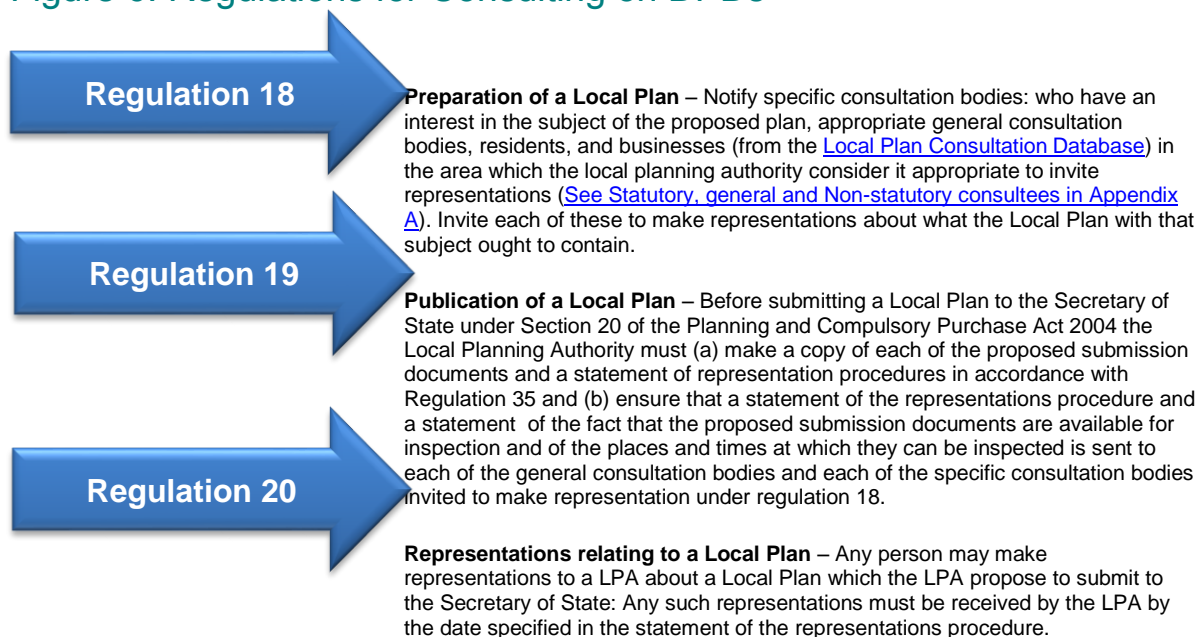 Regulation 18
Preparation of a Local Plan – Notify specific consultation bodies: who have an
interest in the subject of the proposed plan, appropriate general consultation
bodies, residents, and businesses (from the Local Plan Consultation Database) in
the area which the local planning authority consider it appropriate to invite
representations (See Statutory, general and Non-statutory consultees in Appendix
A). Invite each of these to make representations about what the Local Plan with that
subject ought to contain.
Regulation 19
Publication of a Local Plan – Before submitting a Local Plan to the Secretary of
State under Section 20 of the Planning and Compulsory Purchase Act 2004 the
Local Planning Authority must (a) make a copy of each of the proposed submission
documents and a statement of representation procedures in accordance with
Regulation 35 and (b) ensure that a statement of the representations procedure and
a statement of the fact that the proposed submission documents are available for
inspection and of the places and times at which they can be inspected is sent to
each of the general consultation bodies and each of the specific consultation bodies
invited to make representation under regulation 18.
Regulation 20
Representations relating to a Local Plan – Any person may make
representations to a LPA about a Local Plan which the LPA propose to submit to
the Secretary of State: Any such representations must be received by the LPA by
the date specified in the statement of the representations procedure.